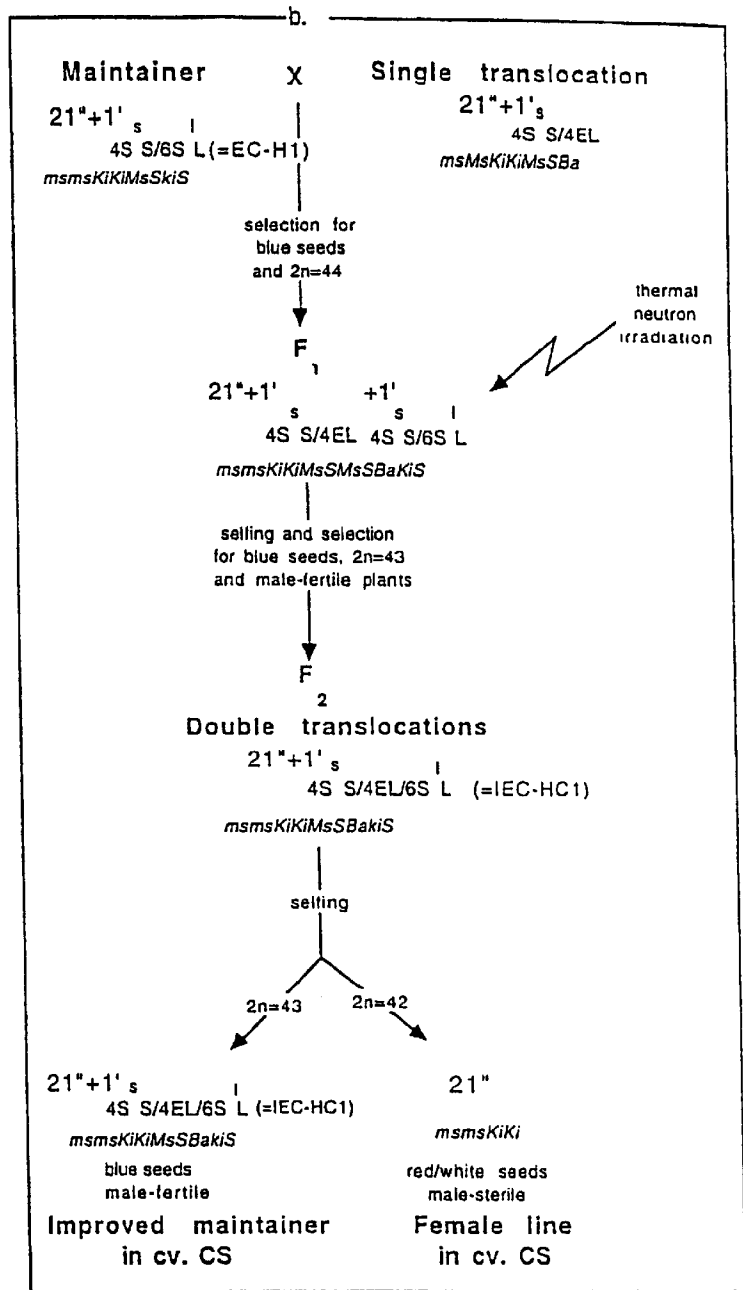 b.
Maintainer X Single translocation
21"+1' s l
4S S/6S L (=EC-H1)
msmsKiKiMsSkiS
21"+1's
4S S/4EL
msMsKiKiMsSBa
selection for
blue seeds
and 2n=44
thermal
neutron
irradiation
F
1
21"+1' +1'
s s l
4S S/4EL 4S S/6S L
msmsKiKiMsSMsSBaKiS
selfing and selection
for blue seeds, 2n=43
and male-fertile plants
F
2
Double translocations
21"+1' s l
4S S/4EL/6S L (=IEC-HC1)
msmsKiKiMsSBakiS
selfing
2n=43 2n=42
21"+1' s l
4S S/4EL/6S L (=IEC-HC1)
msmsKiKiMsSBakiS
blue seeds
male-fertile
Improved maintainer
in cv. CS
21"
msmsKiKi
red/white seeds
male-sterile
Female line
in cv. CS